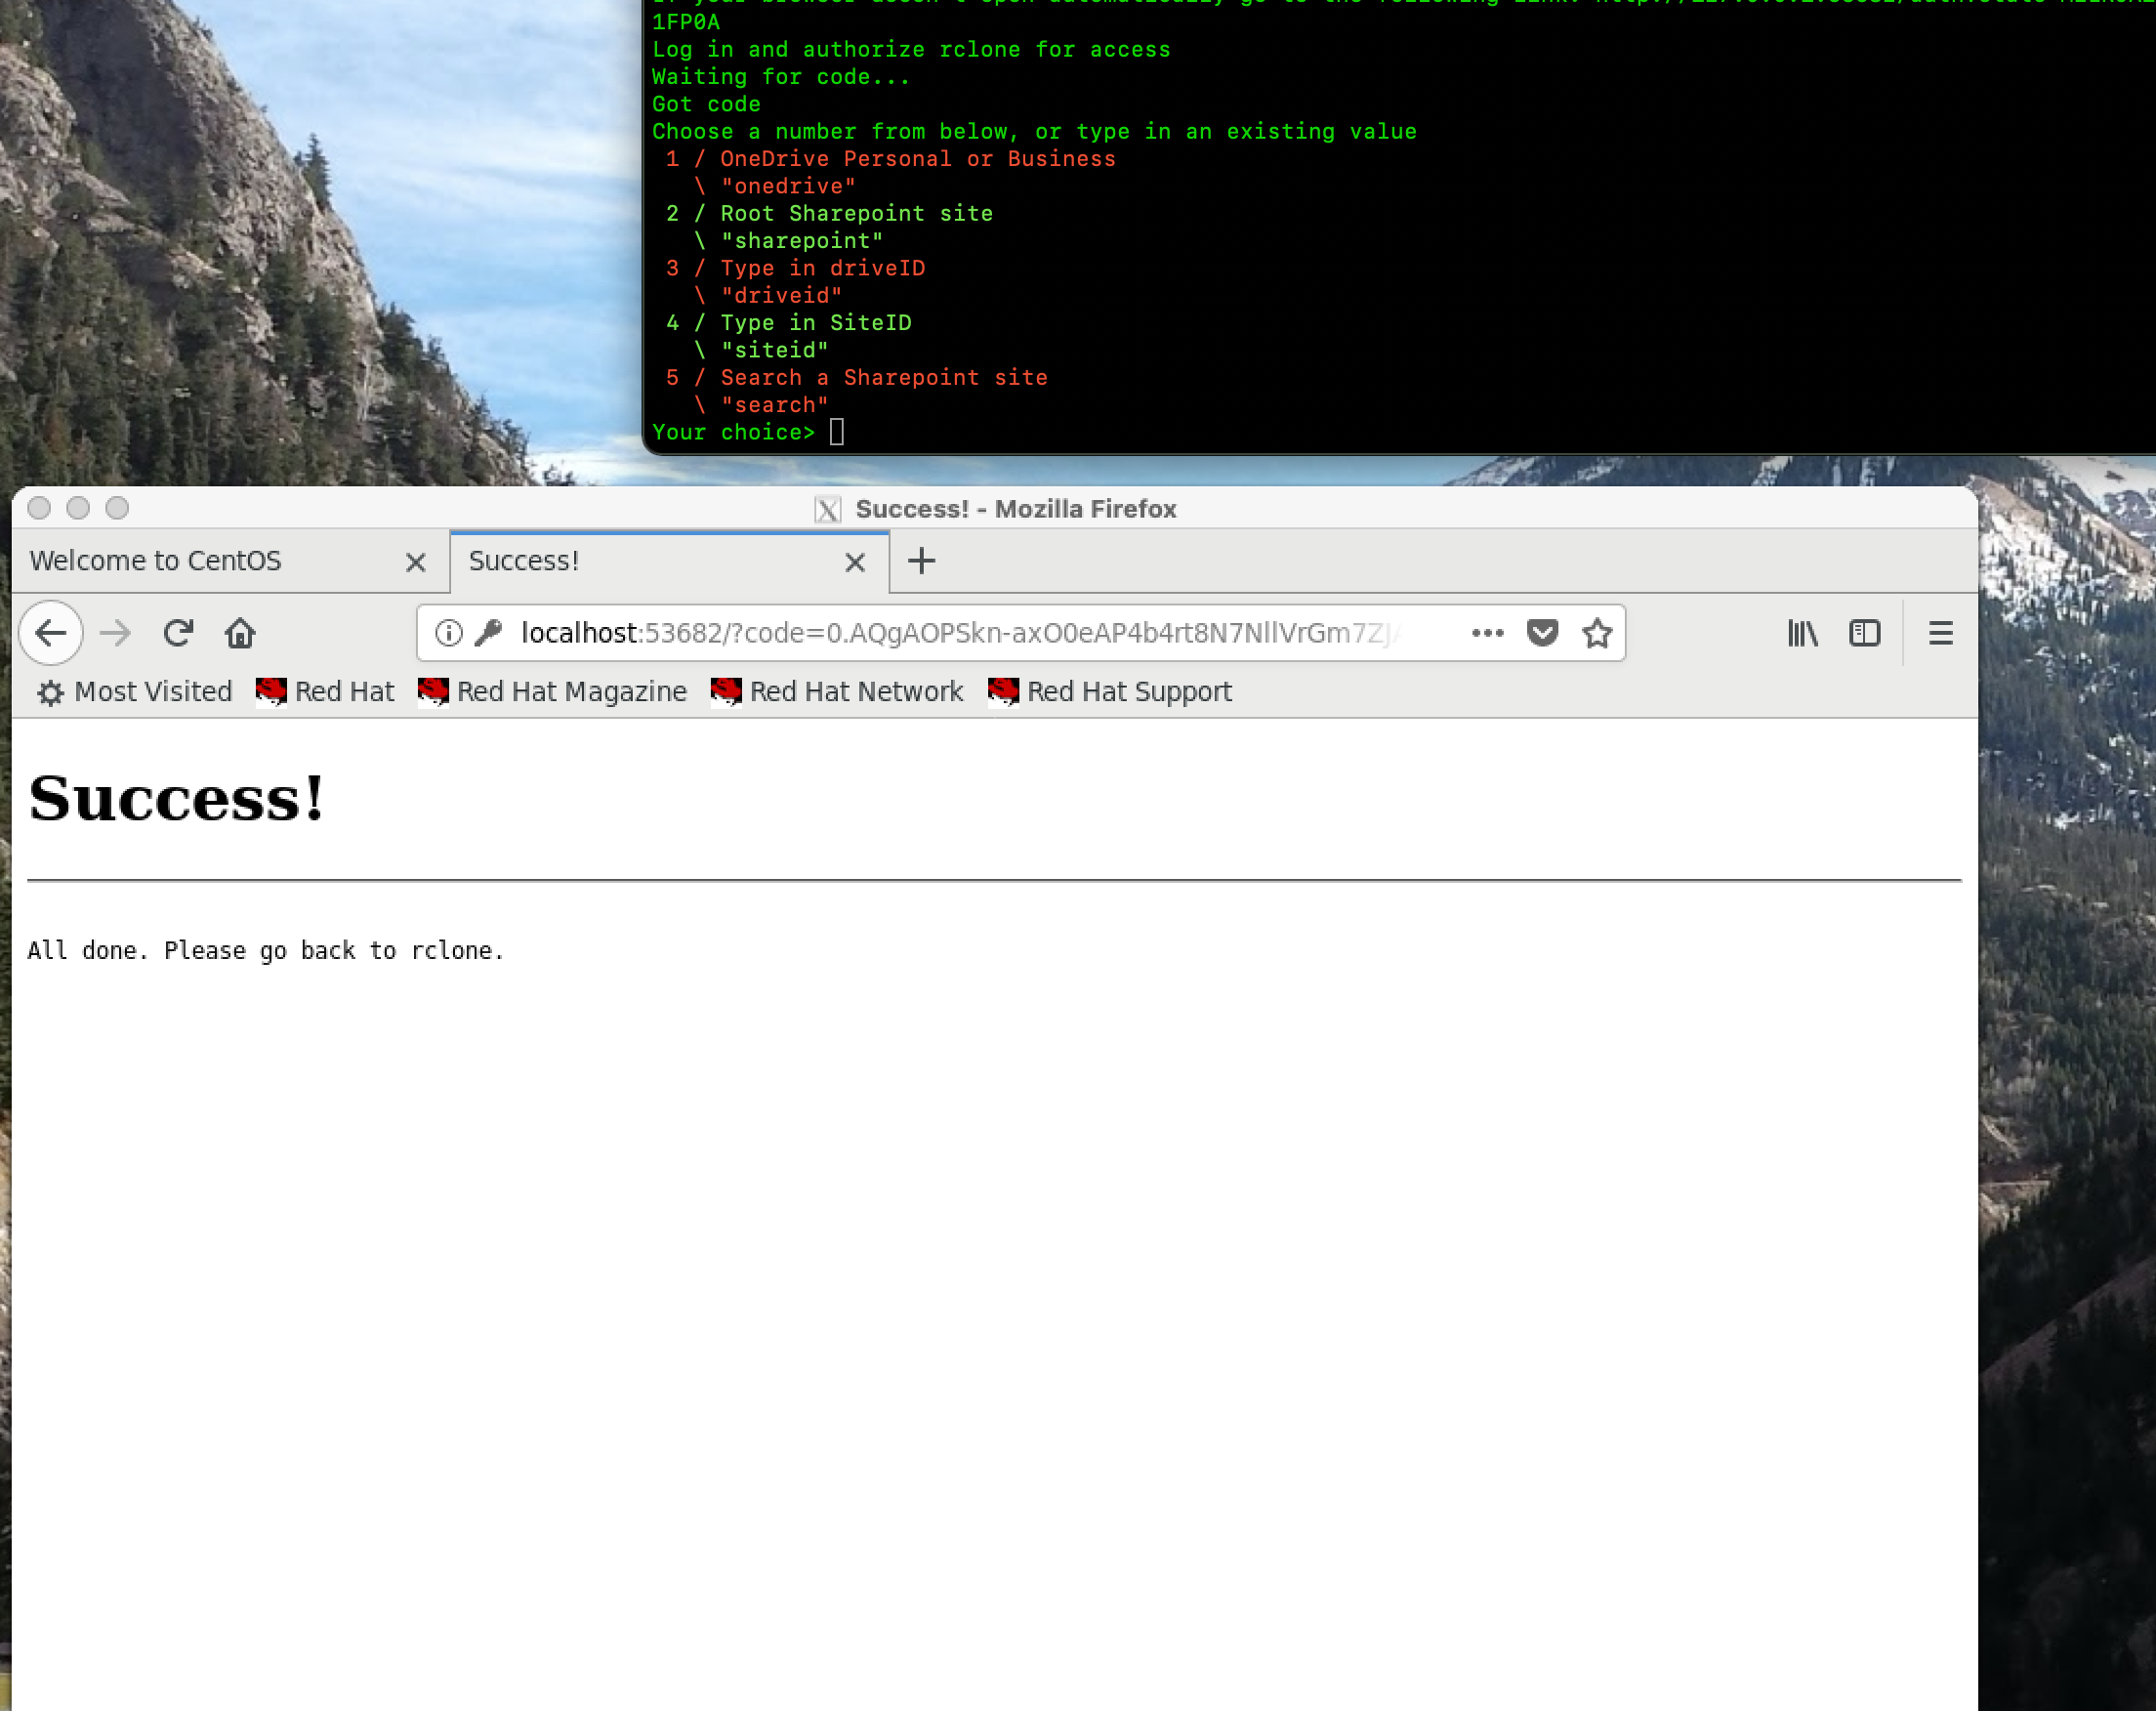 1FP0A
Log in and authorize rclone for access
Waiting for code...
Got code
Choose a number from below, or type in an existing value
1 / OneDrive Personal or Business
\ "onedrive"
2 / Root Sharepoint site
\ "sharepoint"
3 / Type in driveID
\ "driveid"
4 / Type in SiteID
\ "siteid"
5 / Search a Sharepoint site
\ "search"
Your choice>
Success! - Mozilla Firefox
Welcome to CentOS
Success!
localhost:53682/?code=0.AQgAOPSkn-axO0eAP4b4rt8N7NllVrGm7ZJ
Most Visited Red Hat Red Hat Magazine Red Hat Network Red Hat Support
Success!
All done. Please go back to rclone.